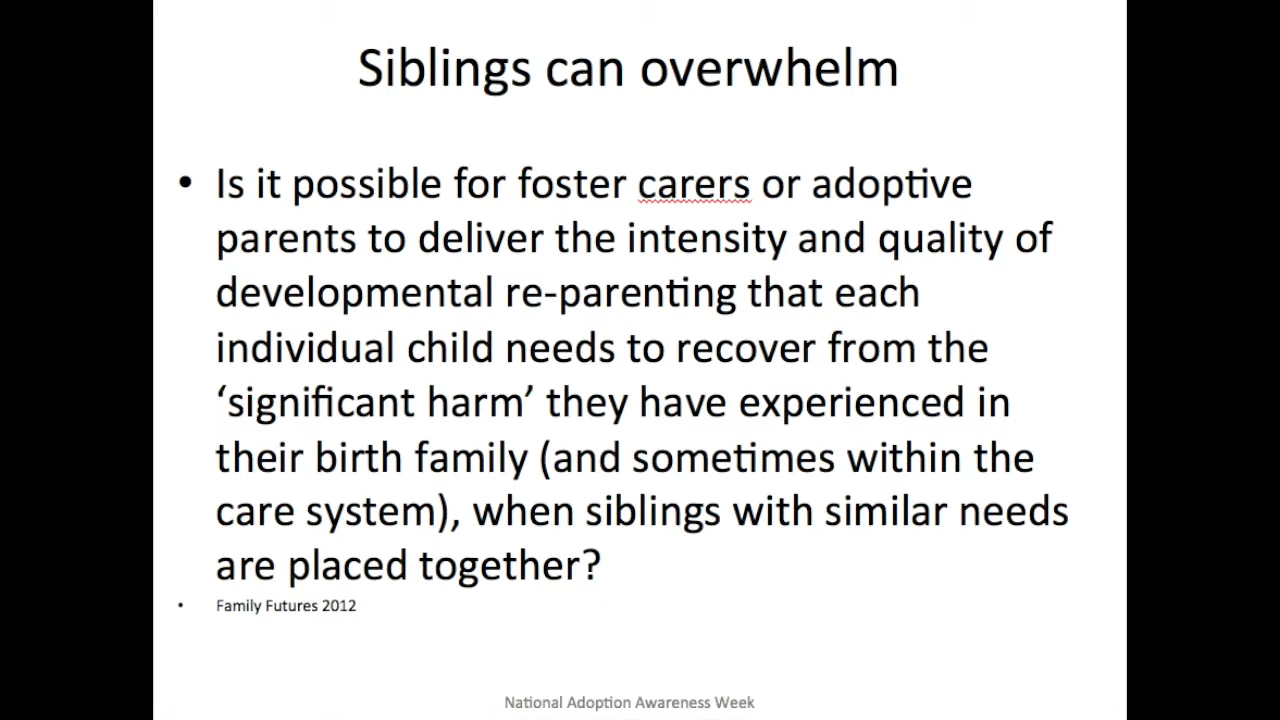 Siblings can overwhelm
• Is it possible for foster carers or adoptive
parents to deliver the intensity and quality of
developmental re-parenting that each
individual child needs to recover from the
‘significant harm’ they have experienced in
their birth family (and sometimes within the
care system), when siblings with similar needs
are placed together?
• Family Futures 2012
National Adoption Awareness Week